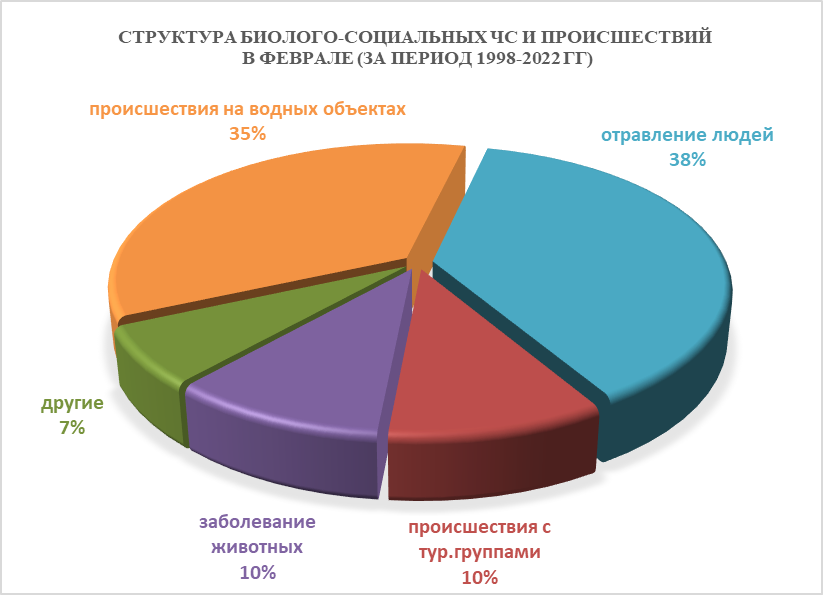 СТРУКТУРА БИОЛОГО-СОЦИАЛЬНЫХ ЧС И ПРОИСШЕСТВИЙ
В ФЕВРАЛЕ (ЗА ПЕРИОД 1998-2022 ГГ)
происшествия на водных объектах
35%
отравление людей
38%
другие
7%
заболевание
животных
10%
происшествия с
тур.группами
10%